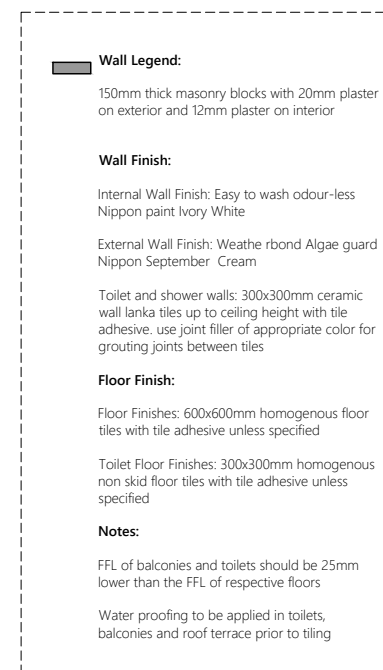 Wall Legend:
150mm thick masonry blocks with 20mm plaster
on exterior and 12mm plaster on interior
Wall Finish:
Internal Wall Finish: Easy to wash odour-less
Nippon paint Ivory White
External Wall Finish: Weathe rbond Algae guard
Nippon September  Cream
Toilet and shower walls: 300x300mm ceramic
wall lanka tiles up to ceiling height with tile
adhesive. use joint filler of appropriate color for
grouting joints between tiles
Floor Finish:
Floor Finishes: 600x600mm homogenous floor
tiles with tile adhesive unless specified
Toilet Floor Finishes: 300x300mm homogenous
non skid floor tiles with tile adhesive unless
specified
Notes:
FFL of balconies and toilets should be 25mm
lower than the FFL of respective floors
Water proofing to be applied in toilets,
balconies and roof terrace prior to tiling